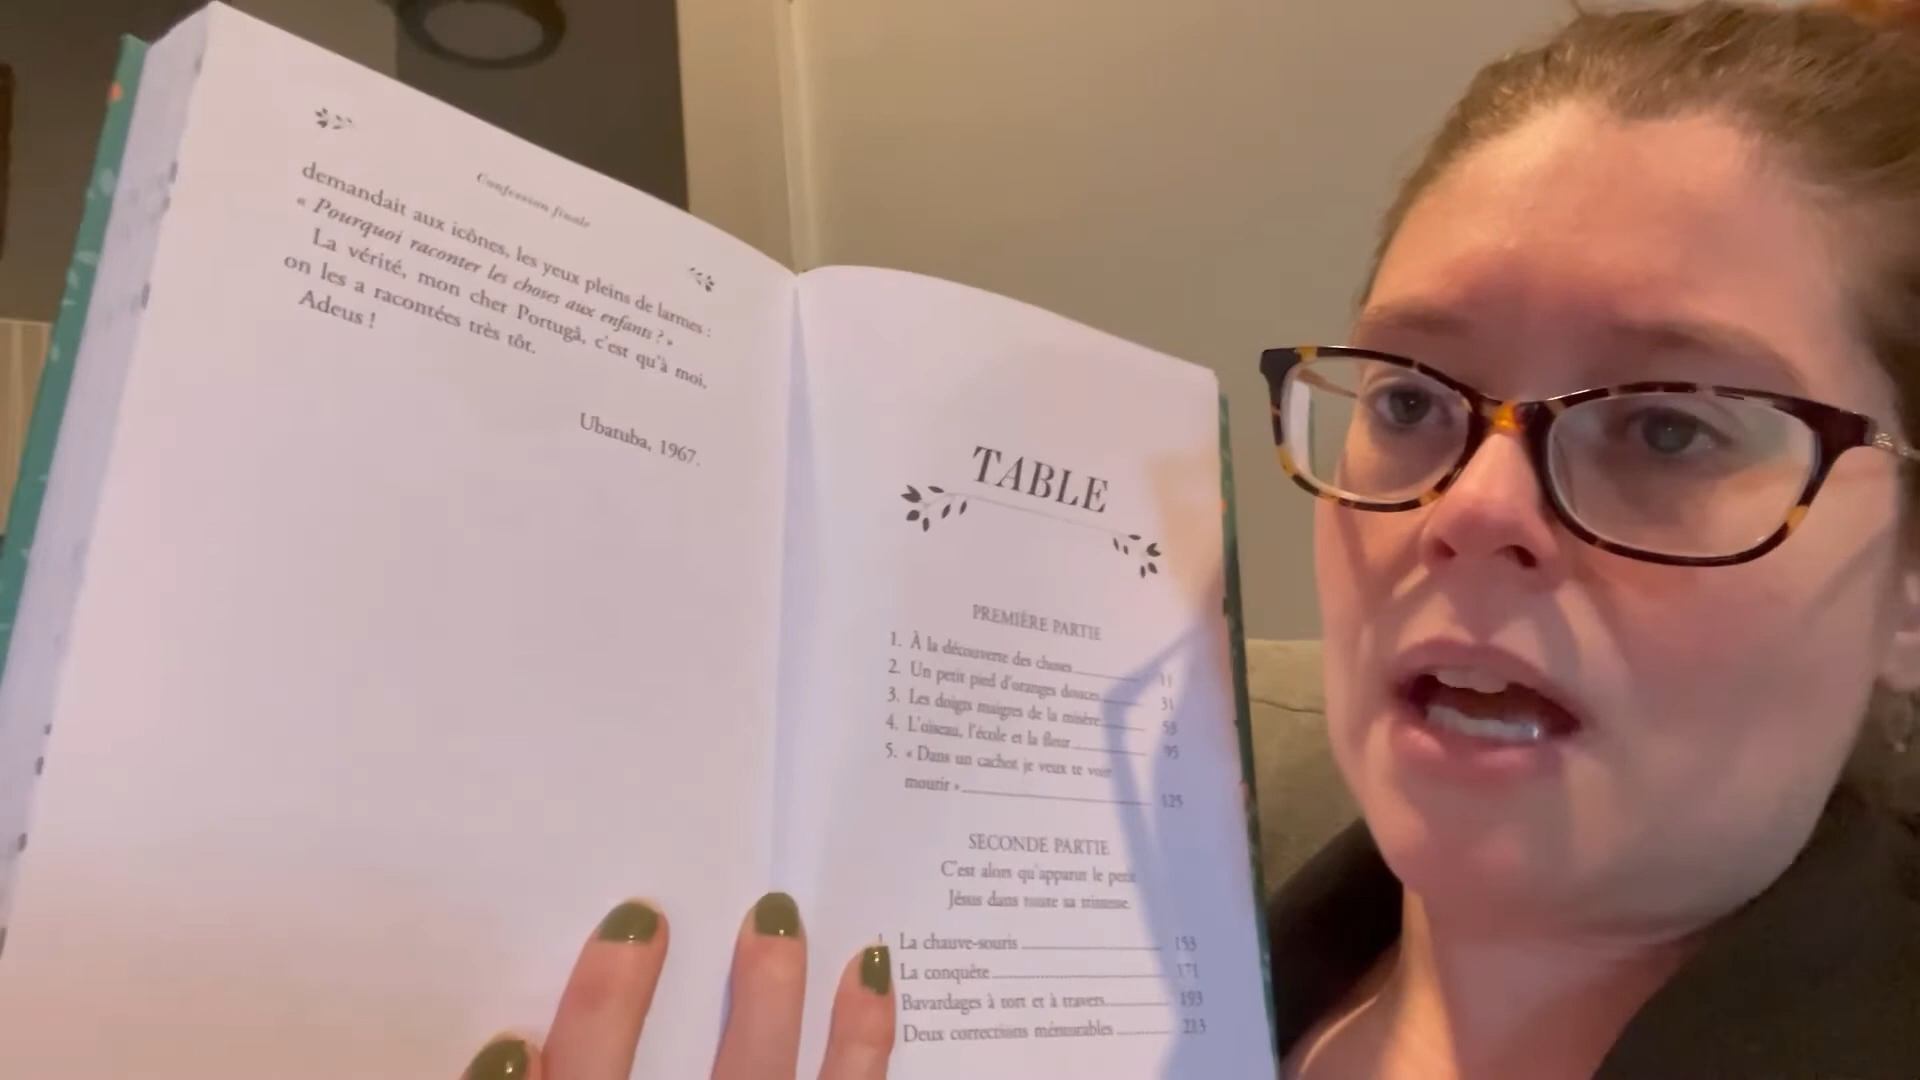 Confession finale
demandait aux icônes, les yeux pleins de larmes :
« Pourquoi raconter les choses aux enfants ? »
La vérité, mon cher Portugâ, c'est qu'à moi,
on les a racontées très tôt.
Adeus !
Ubatuba, 1967.
TABLE
PREMIÈRE PARTIE
1. À la découverte des choses 11
2. Un petit pied d'oranges douces 31
3. Les doigts maigres de la misère 59
4. L'oiseau, l'école et la fleur 95
5. « Dans un cachot je veux te voir
mourir » 125
SECONDE PARTIE
C'est alors qu'apparut le petit
Jésus dans toute sa tristesse.
1. La chauve-souris 153
La conquête 171
Bavardages à tort et à travers 193
Deux corrections mémorables 213